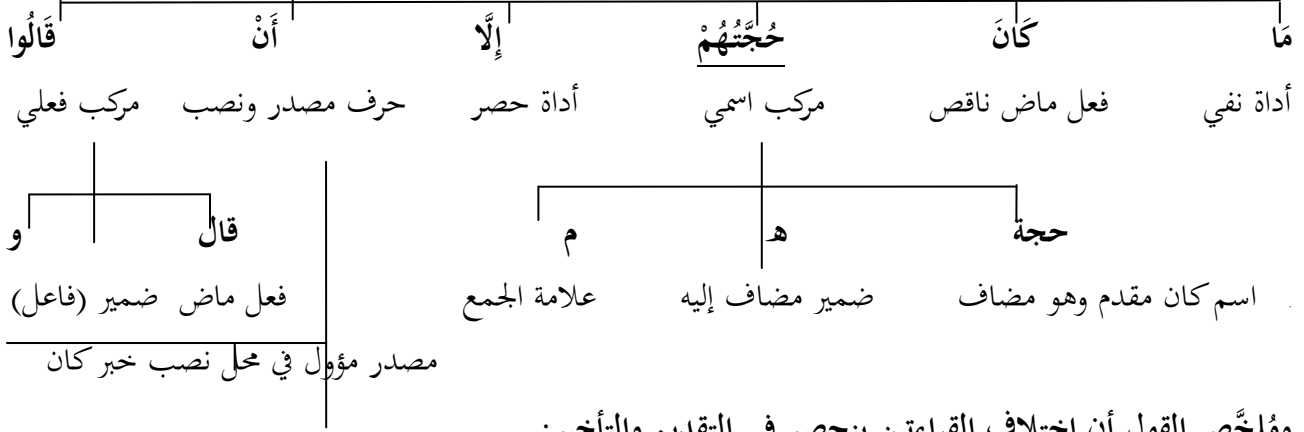 مَا كَانَ حُجَّتُهُمْ إِلَّا أَنْ قَالُوا
أداة نفي فعل ماض ناقص مركب اسمي أداة حصر حرف مصدر ونصب مركب فعلي
حجة ه م قال و
اسم كان مقدم وهو مضاف ضمير مضاف إليه علامة الجمع فعل ماض ضمير (فاعل)
مصدر مؤول في محل نصب خبر كان
ومُلخَّص القول أن اختلاف القراءتين ينحصر في التقديم والتأخير: